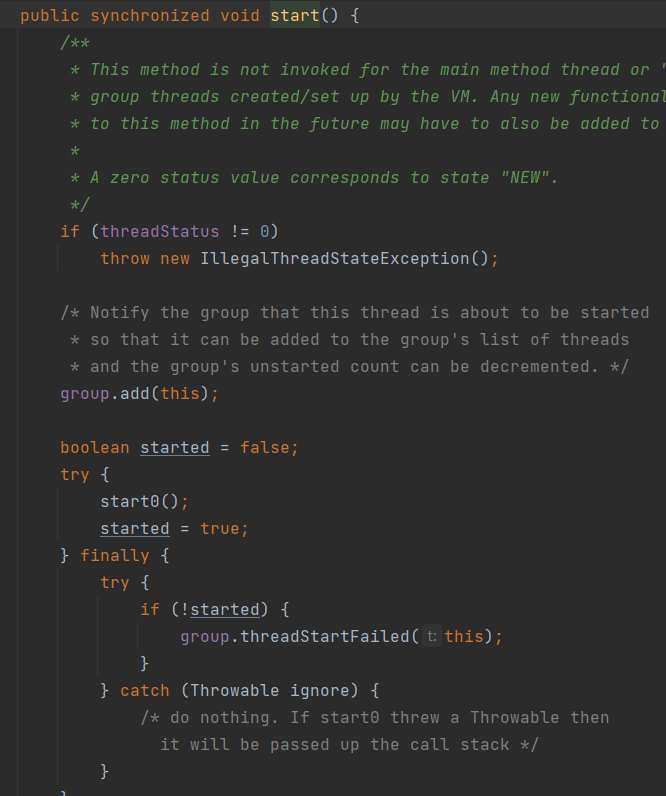 public synchronized void start() {
/**
* This method is not invoked for the main method thread or "
* group threads created/set up by the VM. Any new functional
* to this method in the future may have to also be added to
*
* A zero status value corresponds to state "NEW".
*/
if (threadStatus != 0)
throw new IllegalThreadStateException();
/* Notify the group that this thread is about to be started
* so that it can be added to the group's list of threads
* and the group's unstarted count can be decremented. */
group.add(this);
boolean started = false;
try {
start0();
started = true;
} finally {
try {
if (!started) {
group.threadStartFailed( t: this);
}
} catch (Throwable ignore) {
/* do nothing. If start0 threw a Throwable then
it will be passed up the call stack */
}
}